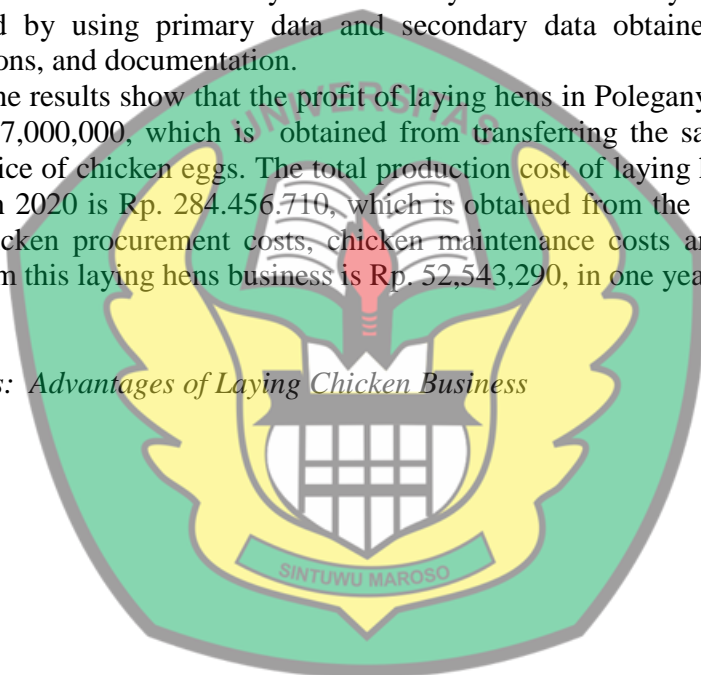 d by using primary data and secondary data obtaine
ons, and documentation.
ne results show that the profit of laying hens in Polegany
7,000,000, which is obtained from transferring the sa
ice of chicken eggs. The total production cost of laying
n 2020 is Rp. 284.456.710, which is obtained from the
cken procurement costs, chicken maintenance costs a
m this laying hens business is Rp. 52,543,290, in one yea
s: Advantages of Laying Chicken Business
UNIVERSITAS
SINTUWU MAROSO